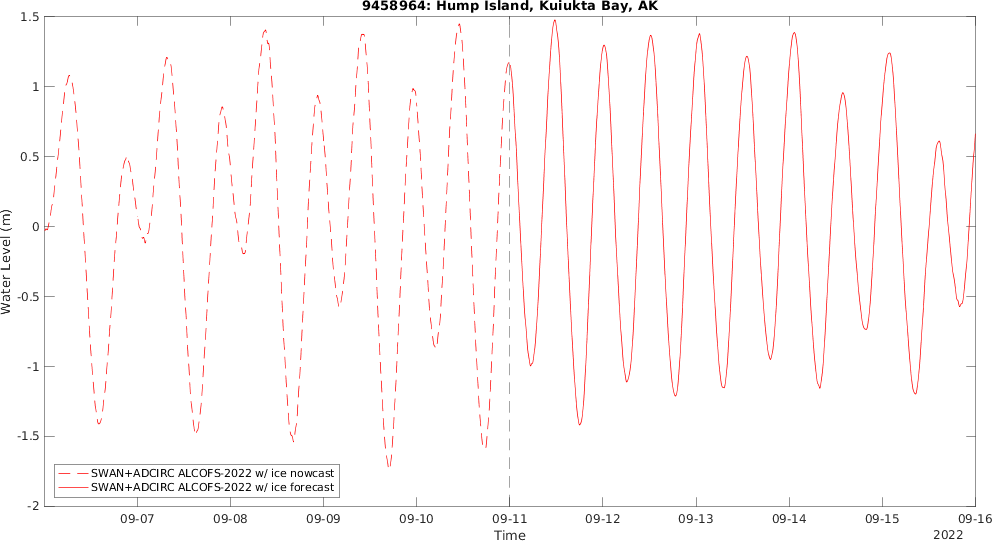 9458964: Hump Island, Kuiukta Bay, AK
1.5
1
0.5
0
-0.5
-1
-1.5
-2
Water Level (m)
SWAN+ADCIRC ALCOFS-2022 w/ ice nowcast
SWAN+ADCIRC ALCOFS-2022 w/ ice forecast
09-07 09-08 09-09 09-10 09-11 09-12 09-13 09-14 09-15 09-16
Time
2022